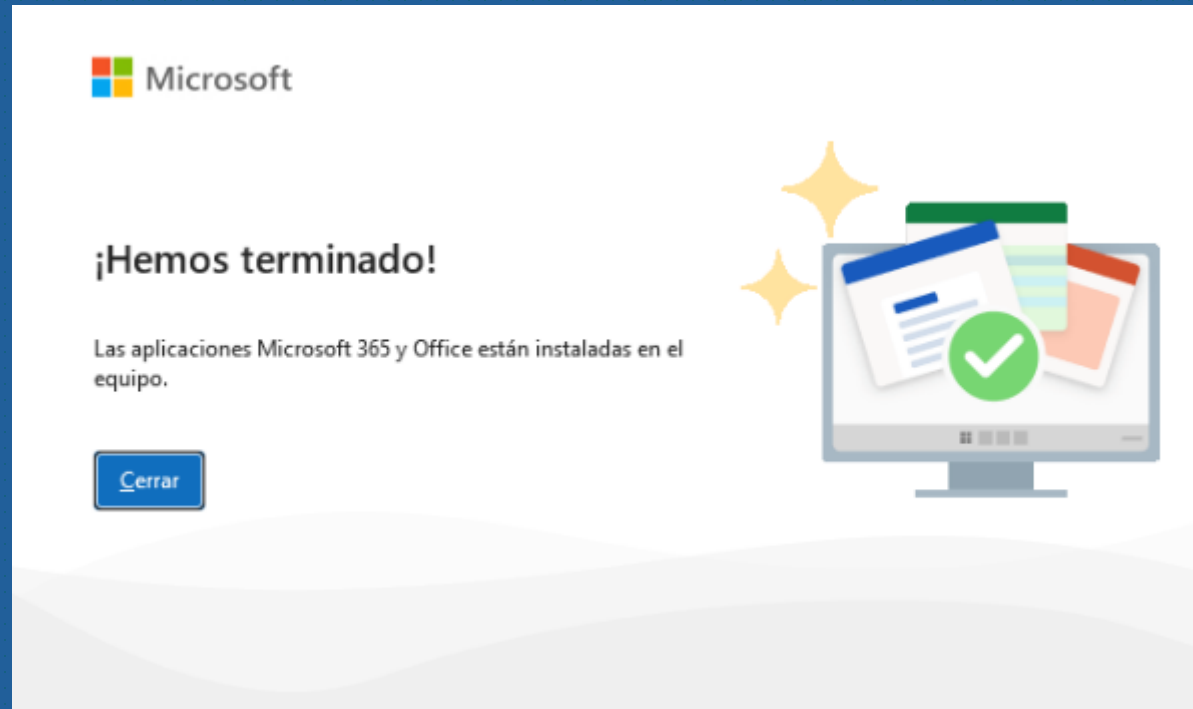 Microsoft
¡Hemos terminado!
Las aplicaciones Microsoft 365 y Office están instaladas en el
equipo.
Cerrar